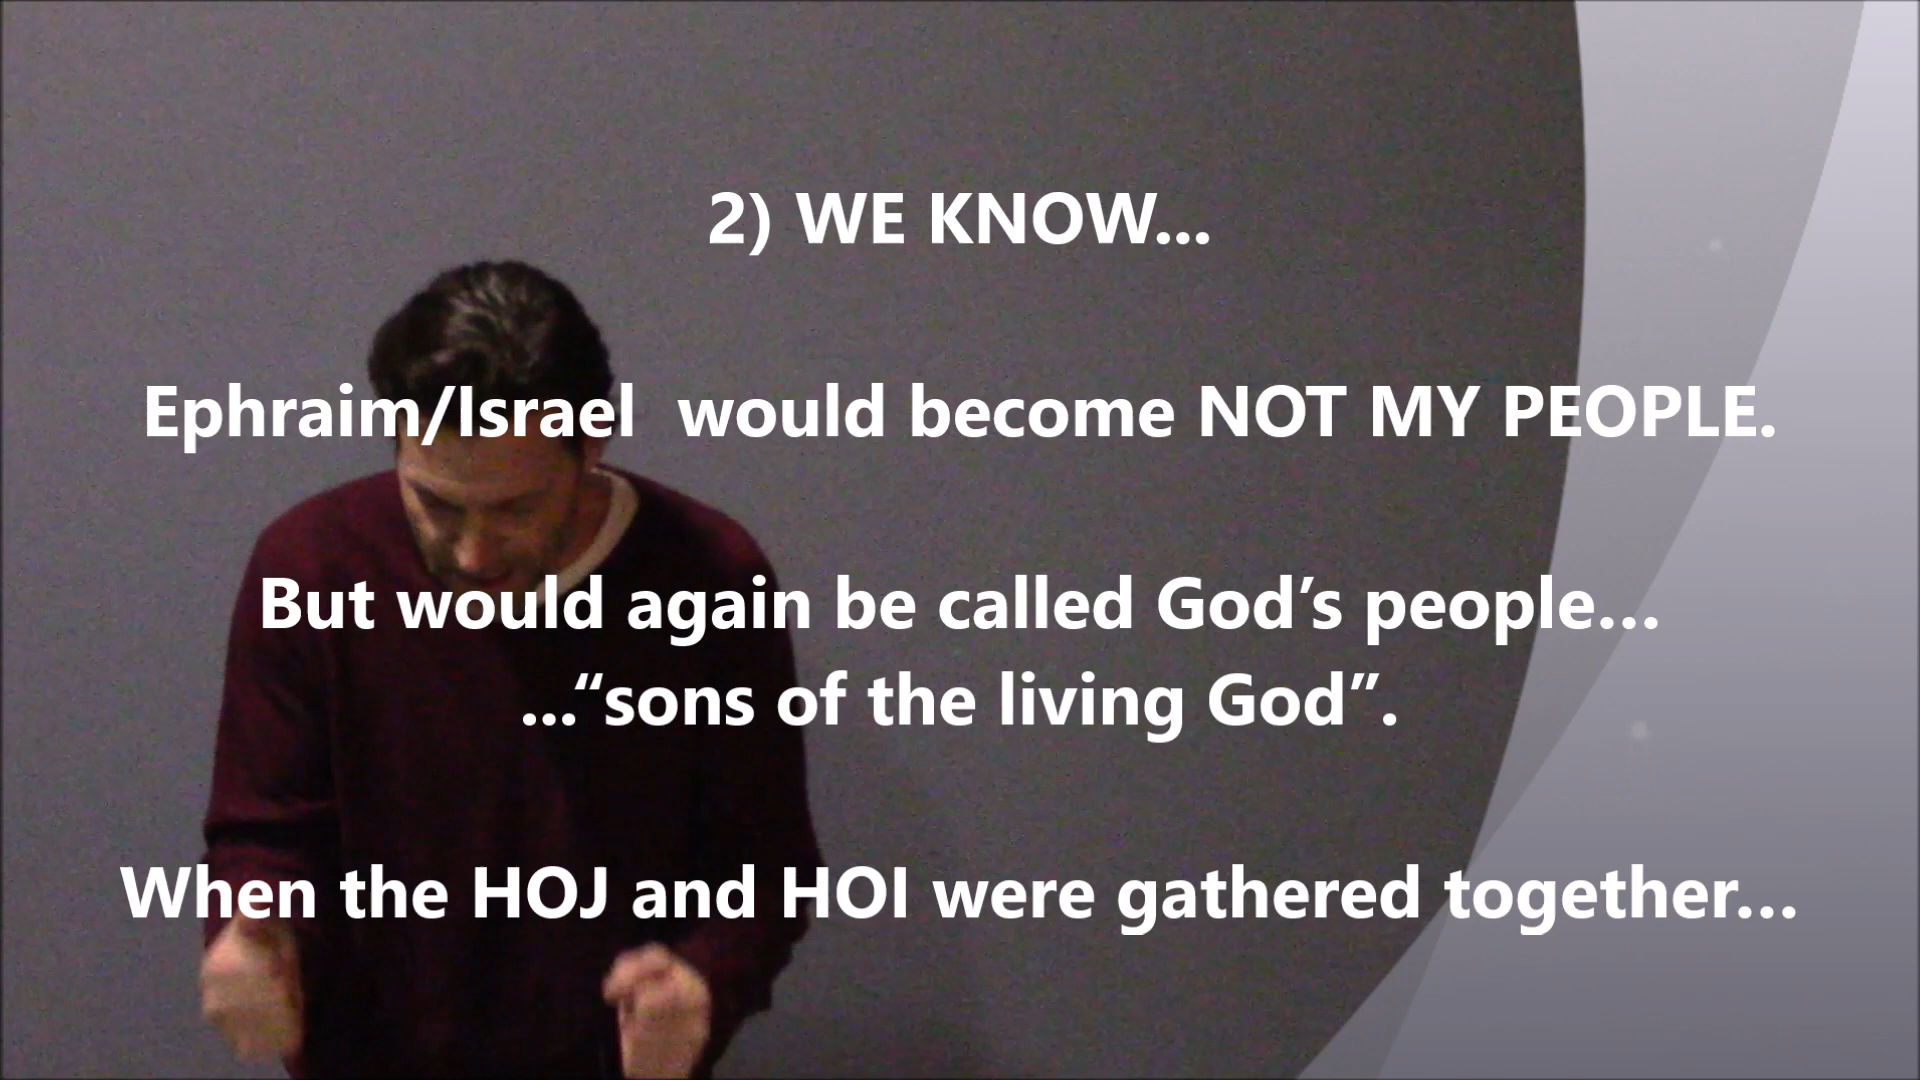 2) WE KNOW...
Ephraim/Israel  would become NOT MY PEOPLE.
But would again be called God’s people...
...“sons of the living God”.
When the HOJ and HOI were gathered together...